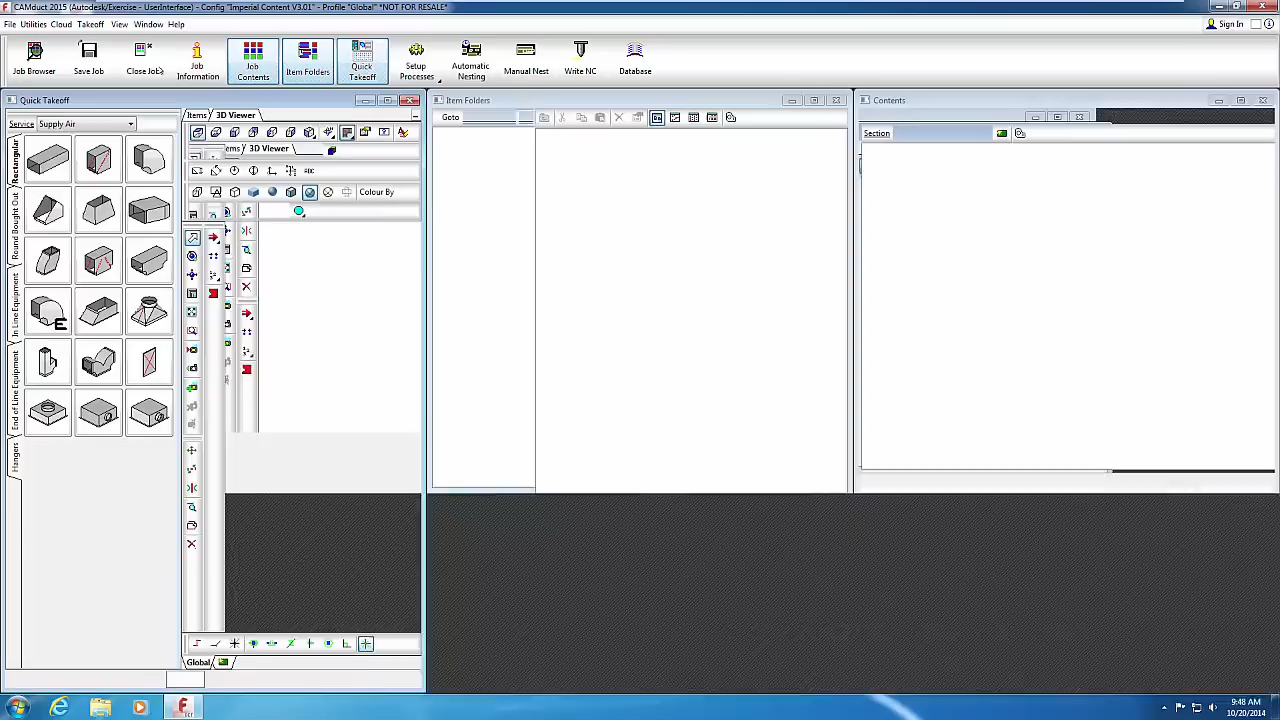 CAMduct 2015 (Autodesk/Exercise - UserInterface) - Config "Imperial Content V3.01" - Profile "Global" *NOT FOR RESALE*
File Utilities Cloud Takeoff View Window Help
Sign In
Job Browser
Save Job
Close Job
Job Information
Job Contents
Item Folders
Quick Takeoff
Setup Processes
Automatic Nesting
Manual Nest
Write NC
Database
Quick Takeoff
Item Folders
Contents
Service
Supply Air
Items
3D Viewer
Goto
Section
ems
3D Viewer
ABC
Colour By
Rectangular
Round Bought Out
In Line Equipment
End of Line Equipment
Hangers
Global
9:48 AM
10/20/2014